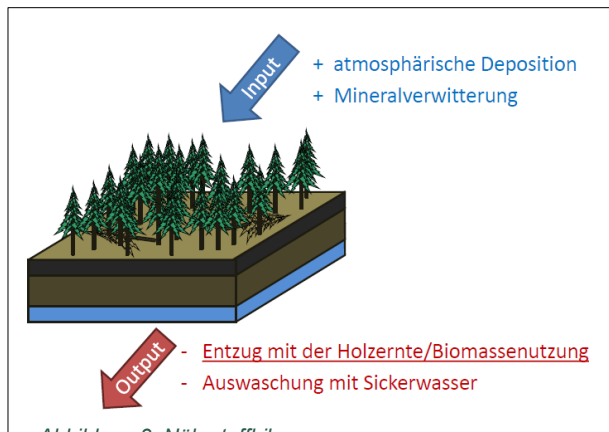 Input
+ atmosphärische Deposition
+ Mineralverwitterung
Output
- Entzug mit der Holzernte/Biomassenutzung
- Auswaschung mit Sickerwasser